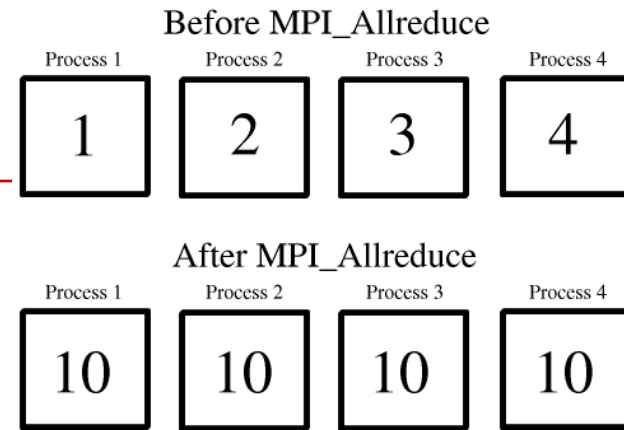 Before MPI_Allreduce
Process 1 Process 2 Process 3 Process 4
1 2 3 4
After MPI_Allreduce
Process 1 Process 2 Process 3 Process 4
10 10 10 10